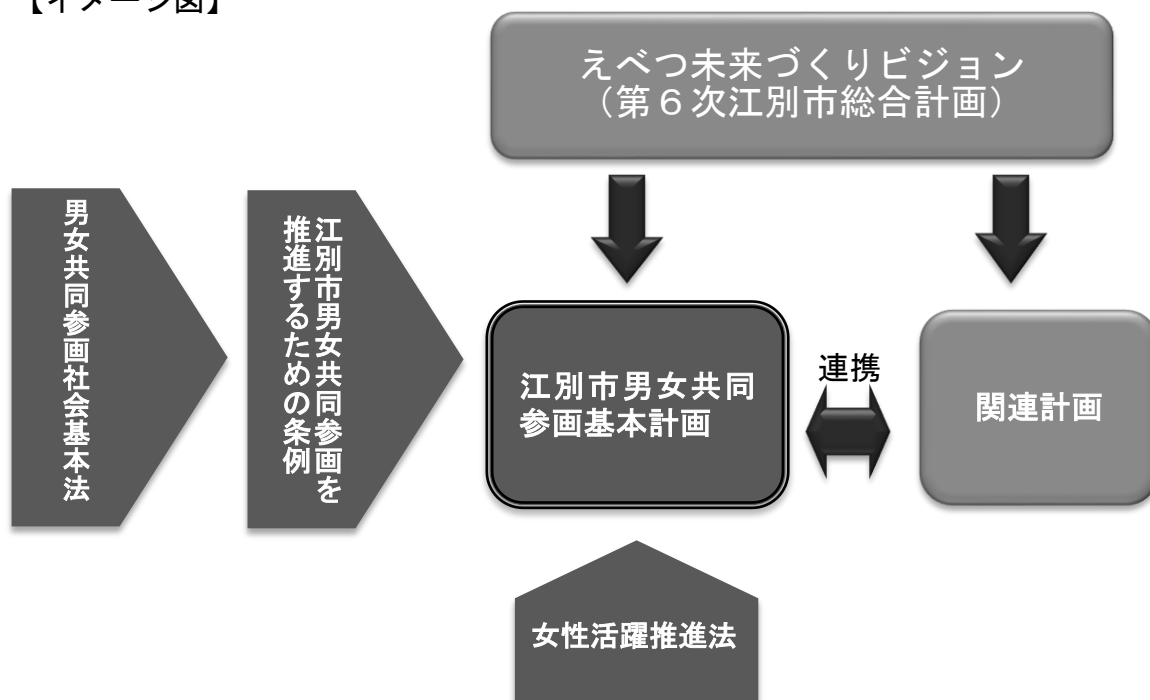 【イメージ図】
えべつ未来づくりビジョン
（第６次江別市総合計画）
男女共同参画社会基本法
江別市男女共同参画を
推進するための条例
江別市男女共同
参画基本計画
連携
関連計画
女性活躍推進法